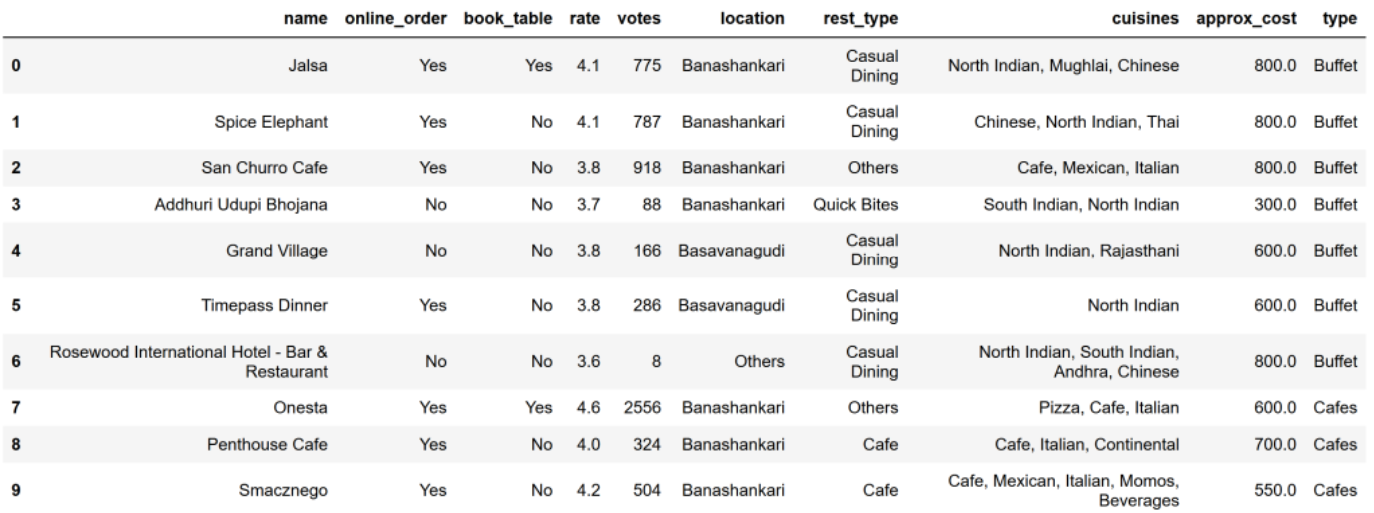 name online_order book_table rate votes location rest_type cuisines approx_cost type
0 Jalsa Yes Yes 4.1 775 Banashankari Casual Dining North Indian, Mughlai, Chinese 800.0 Buffet
1 Spice Elephant Yes No 4.1 787 Banashankari Casual Dining Chinese, North Indian, Thai 800.0 Buffet
2 San Churro Cafe Yes No 3.8 918 Banashankari Others Cafe, Mexican, Italian 800.0 Buffet
3 Addhuri Udupi Bhojana No No 3.7 88 Banashankari Quick Bites South Indian, North Indian 300.0 Buffet
4 Grand Village No No 3.8 166 Basavanagudi Casual Dining North Indian, Rajasthani 600.0 Buffet
5 Timepass Dinner Yes No 3.8 286 Basavanagudi Casual Dining North Indian 600.0 Buffet
6 Rosewood International Hotel - Bar & Restaurant No No 3.6 8 Others Casual Dining North Indian, South Indian, Andhra, Chinese 800.0 Buffet
7 Onesta Yes Yes 4.6 2556 Banashankari Others Pizza, Cafe, Italian 600.0 Cafes
8 Penthouse Cafe Yes No 4.0 324 Banashankari Cafe Cafe, Italian, Continental 700.0 Cafes
9 Smacznego Yes No 4.2 504 Banashankari Cafe Cafe, Mexican, Italian, Momos, Beverages 550.0 Cafes